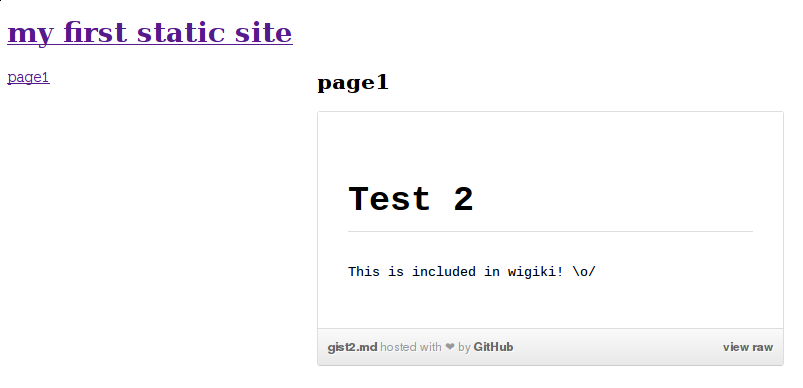 my first static site
page1
page1
Test 2
This is included in wigiki! \o/
gist2.md hosted with ❤ by GitHub
view raw